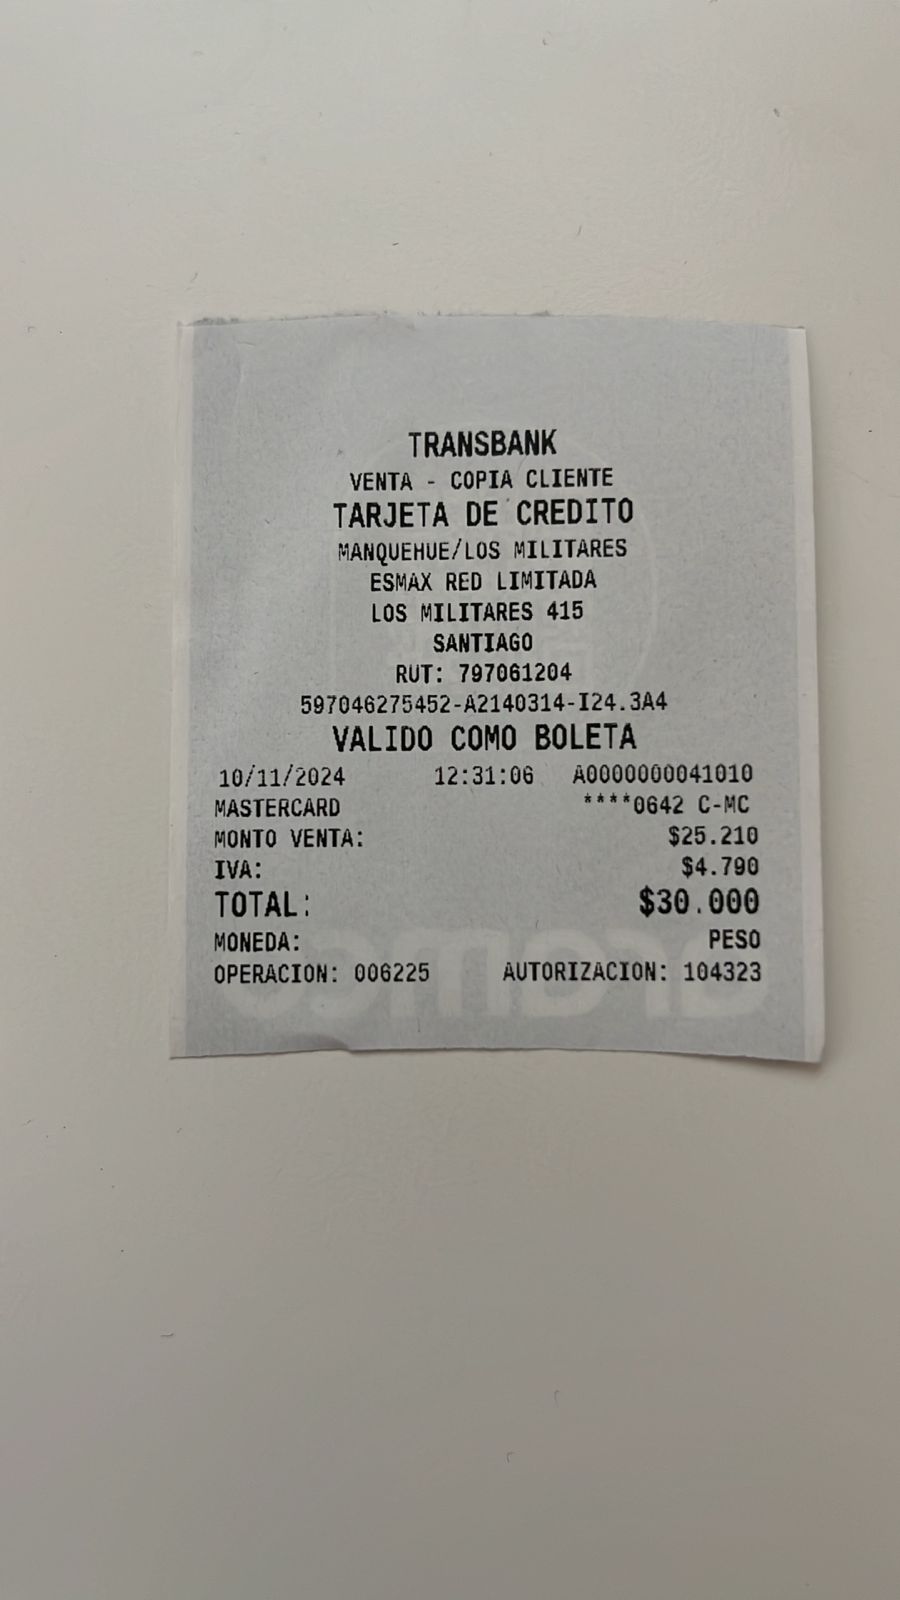 TRANSBANK
VENTA - COPIA CLIENTE
TARJETA DE CREDITO
MANQUEHUE/LOS MILITARES
ESMAX RED LIMITADA
LOS MILITARES 415
SANTIAGO
RUT: 797061204
597046275452-A2140314-I24.3A4
VALIDO COMO BOLETA
10/11/2024 12:31:06 A0000000041010
MASTERCARD ****0642 C-MC
MONTO VENTA: $25.210
IVA: $4.790
TOTAL: $30.000
MONEDA: PESO
OPERACION: 006225 AUTORIZACION: 104323
aramco